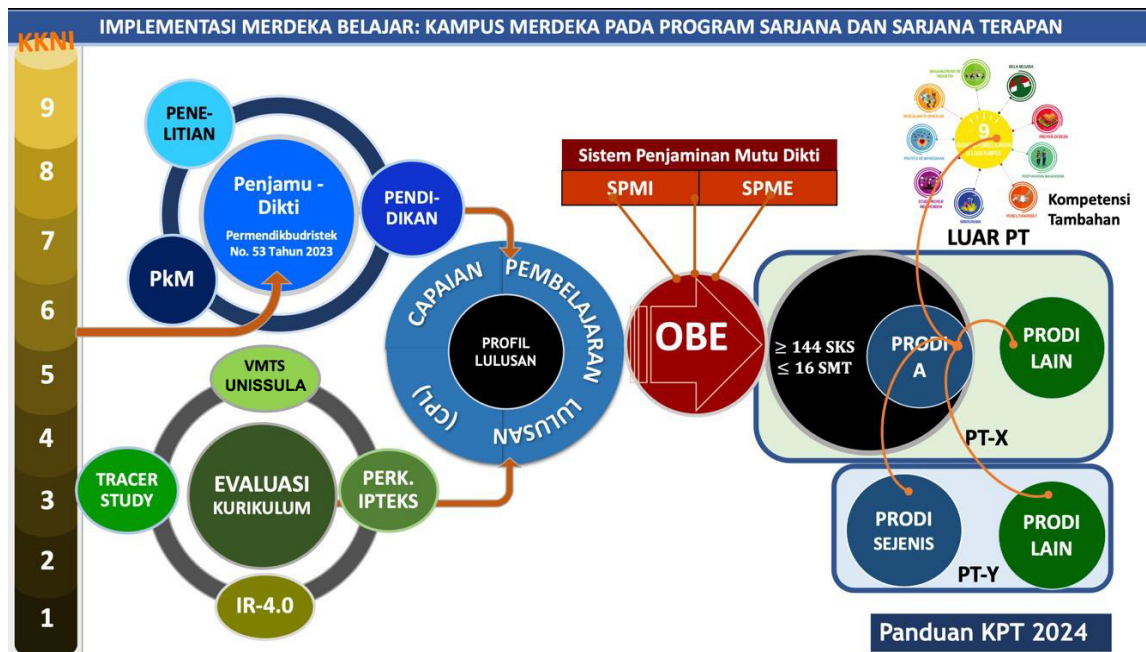 IMPLEMENTASI MERDEKA BELAJAR: KAMPUS MERDEKA PADA PROGRAM SARJANA DAN SARJANA TERAPAN
KKNI
9
8
7
6
5
4
3
2
1
PENE-
LITIAN
Penjamu -
Dikti
Permendikbudristek
No. 53 Tahun 2023
PENDI-
DIKAN
PkM
VMTS
UNISSULA
TRACER
STUDY
EVALUASI
KURIKULUM
PERK.
IPTEKS
IR-4.0
CAPAIAN PEMBELAJARAN LULUSAN (CPL)
PROFIL
LULUSAN
Sistem Penjaminan Mutu Dikti
SPMI
SPME
OBE
≥ 144 SKS
≤ 16 SMT
PRODI
A
PRODI
LAIN
PT-X
PRODI
SEJENIS
PRODI
LAIN
PT-Y
9
BELA NEGARA
PROYEK DI DESA
Kompetensi
Tambahan
LUAR PT
Panduan KPT 2024